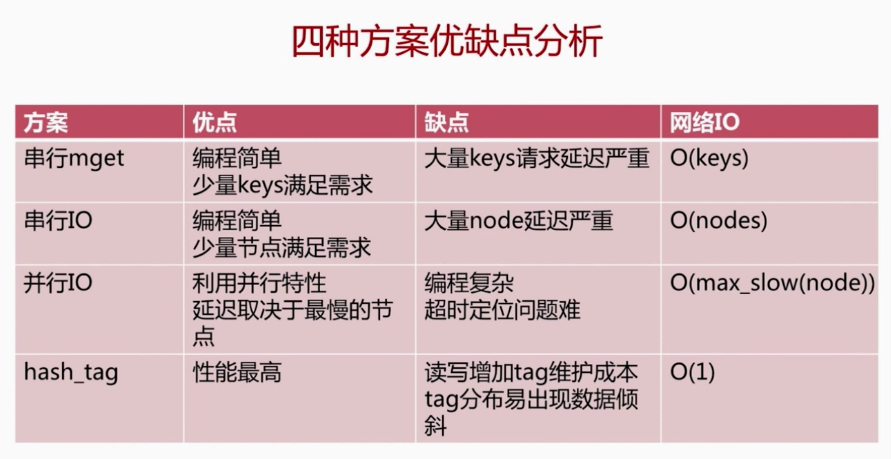 四种方案优缺点分析
方案 优点 缺点 网络IO
串行mget 编程简单 大量keys请求延迟严重 O(keys)
少量keys满足需求
串行IO 编程简单 大量node延迟严重 O(nodes)
少量节点满足需求
并行IO 利用并行特性 编程复杂 O(max_slow(node))
延迟取决于最慢的节 超时定位问题难
点
hash_tag 性能最高 读写增加tag维护成本 O(1)
tag分布易出现数据倾
斜